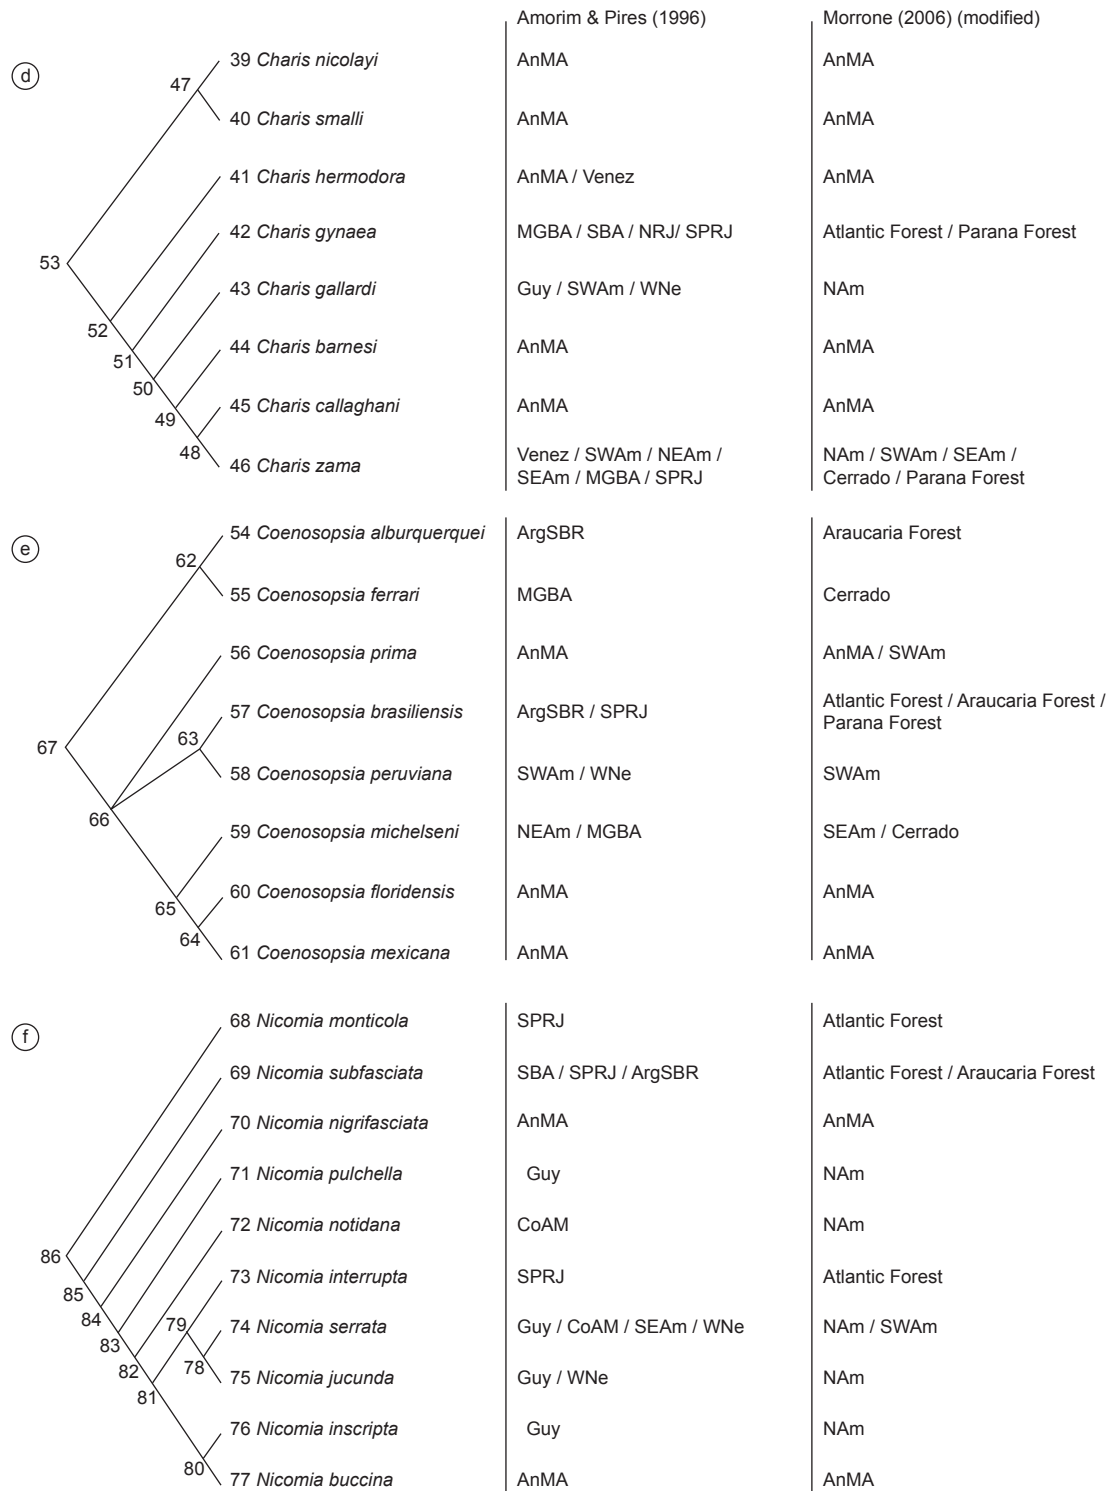 Amorim & Pires (1996) Morrone (2006) (modified)
d
39 Charis nicolayi AnMA AnMA
47
40 Charis smalli AnMA AnMA
41 Charis hermodora AnMA / Venez AnMA
42 Charis gynaea MGBA / SBA / NRJ/ SPRJ Atlantic Forest / Parana Forest
53
43 Charis gallardi Guy / SWAm / WNe NAm
52
44 Charis barnesi AnMA AnMA
51
50
45 Charis callaghani AnMA AnMA
49
48
46 Charis zama Venez / SWAm / NEAm / NAm / SWAm / SEAm /
SEAm / MGBA / SPRJ Cerrado / Parana Forest
e
54 Coenosopsia alburquerquei ArgSBR Araucaria Forest
62
55 Coenosopsia ferrari MGBA Cerrado
56 Coenosopsia prima AnMA AnMA / SWAm
57 Coenosopsia brasiliensis ArgSBR / SPRJ Atlantic Forest / Araucaria Forest /
Parana Forest
63
67
58 Coenosopsia peruviana SWAm / WNe SWAm
66
59 Coenosopsia michelseni NEAm / MGBA SEAm / Cerrado
60 Coenosopsia floridensis AnMA AnMA
65
64
61 Coenosopsia mexicana AnMA AnMA
f
68 Nicomia monticola SPRJ Atlantic Forest
69 Nicomia subfasciata SBA / SPRJ / ArgSBR Atlantic Forest / Araucaria Forest
70 Nicomia nigrifasciata AnMA AnMA
71 Nicomia pulchella Guy NAm
72 Nicomia notidana CoAM NAm
86
73 Nicomia interrupta SPRJ Atlantic Forest
85
84
79
74 Nicomia serrata Guy / CoAM / SEAm / WNe NAm / SWAm
83
82
78
75 Nicomia jucunda Guy / WNe NAm
81
76 Nicomia inscripta Guy NAm
80
77 Nicomia buccina AnMA AnMA